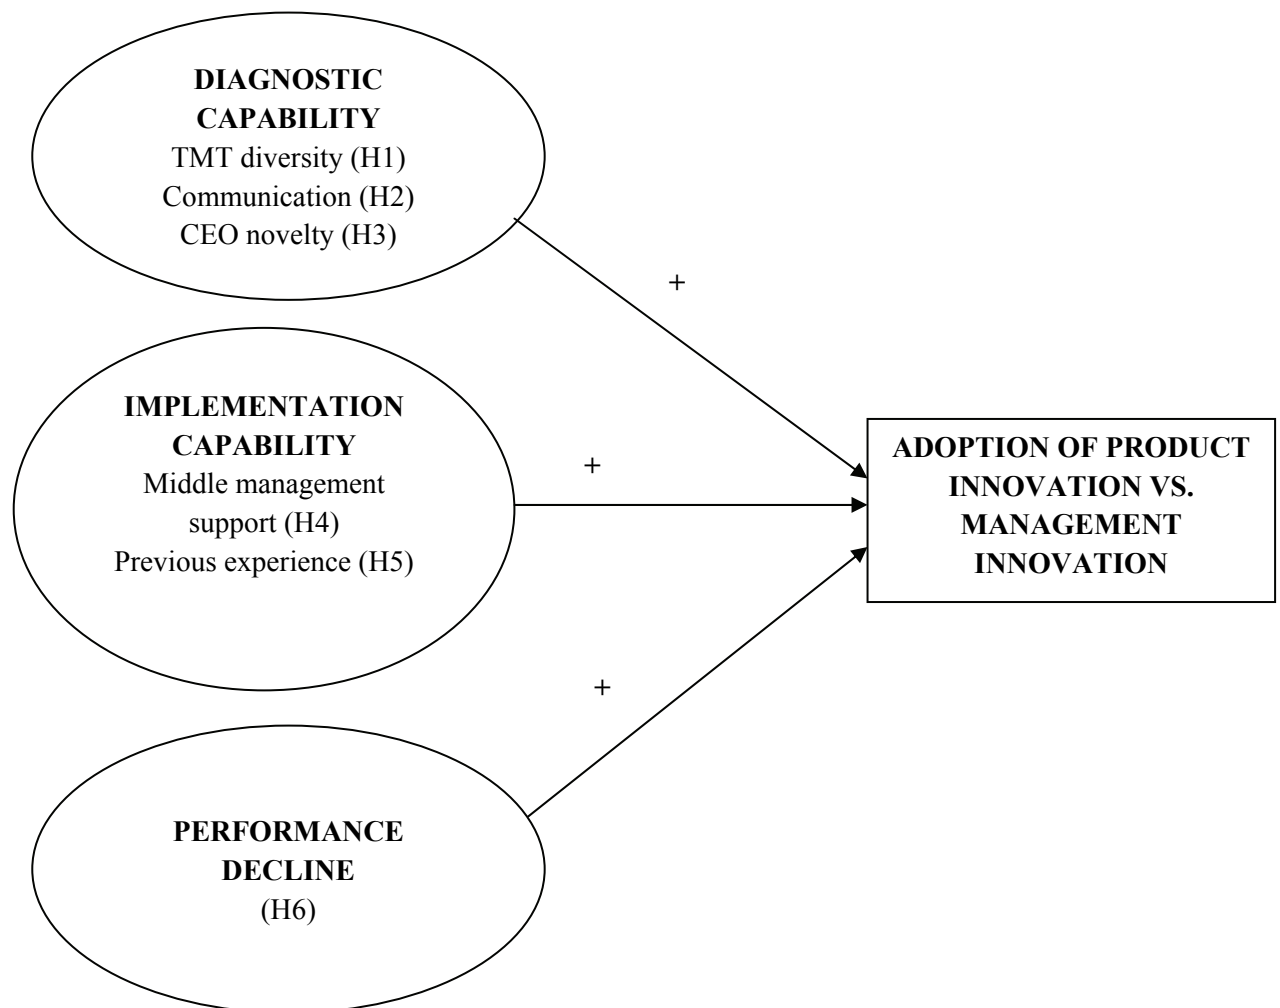 DIAGNOSTIC
CAPABILITY
TMT diversity (H1)
Communication (H2)
CEO novelty (H3)
+
IMPLEMENTATION
CAPABILITY
Middle management
support (H4)
Previous experience (H5)
+
ADOPTION OF PRODUCT
INNOVATION VS.
MANAGEMENT
INNOVATION
+
PERFORMANCE
DECLINE
(H6)